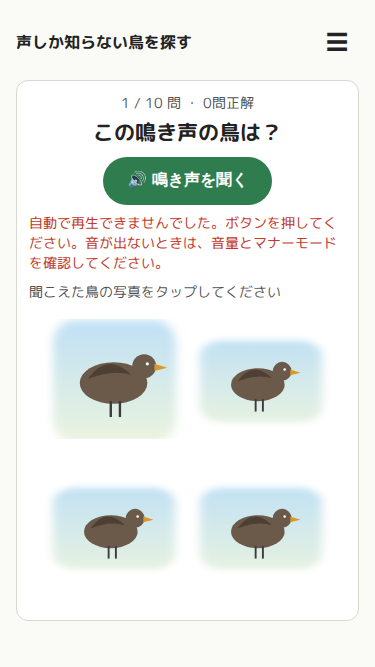 声しか知らない鳥を探す
1 / 10 問 · 0問正解
この鳴き声の鳥は？
🔊 鳴き声を聞く
自動で再生できませんでした。ボタンを押してく
ださい。音が出ないときは、音量とマナーモード
を確認してください。
聞こえた鳥の写真をタップしてください